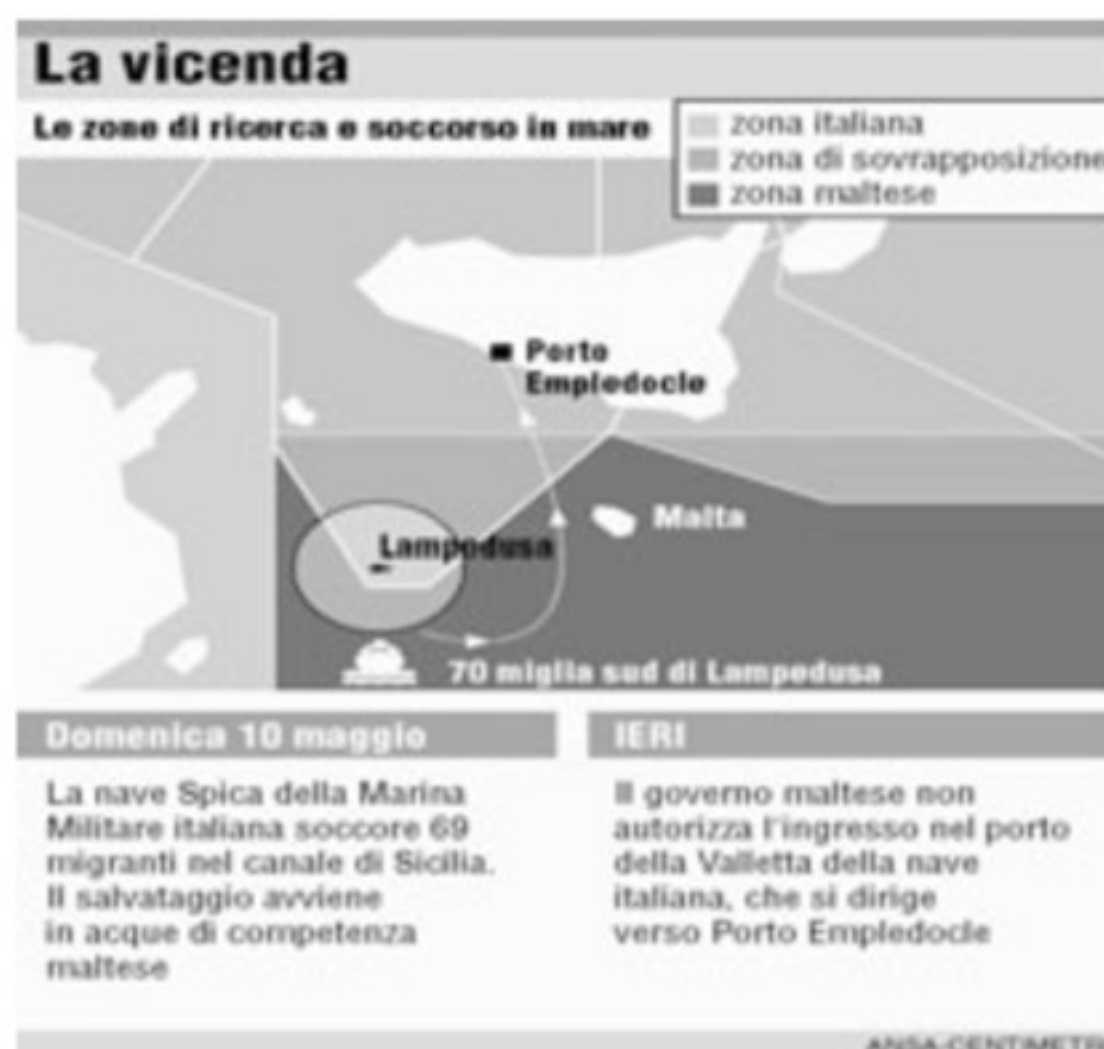 La vicenda
Le zone di ricerca e soccorso in mare
zona italiana
zona di sovrapposizione
zona maltese
Porto
Empledocle
Malta
Lampedusa
70 miglia sud di Lampedusa
Domenica 10 maggio
La nave Spica della Marina
Militare italiana soccore 69
migranti nel canale di Sicilia.
Il salvataggio avviene
in acque di competenza
maltese
IERI
Il governo maltese non
autorizza l'ingresso nel porto
della Valletta della nave
italiana, che si dirige
verso Porto Empledocle
ANSA-CENTIMETRI